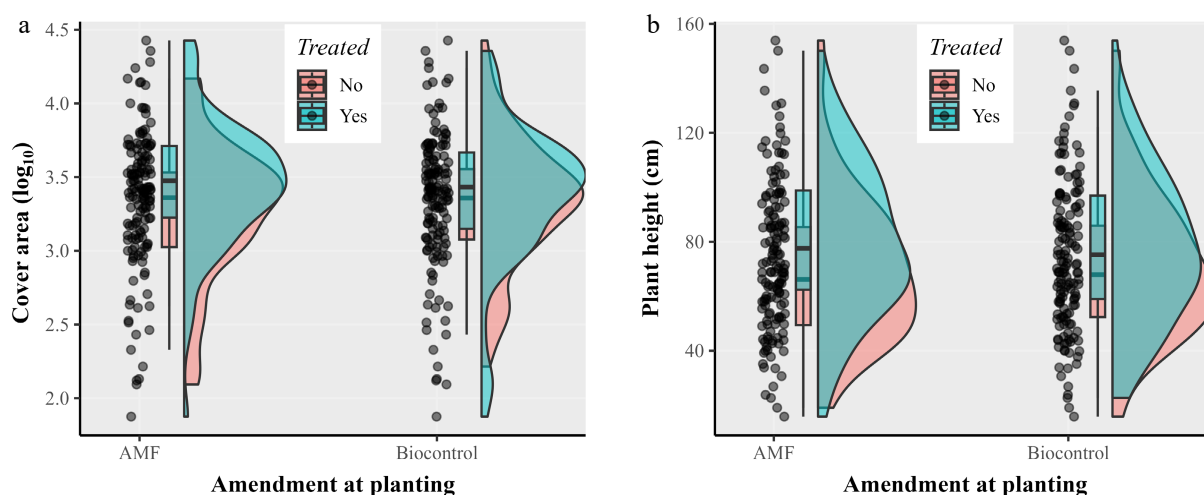 a
4.5
4.0
3.5
3.0
2.5
2.0
Cover area (log₁₀)
Treated
No
Yes
AMF
Biocontrol
Amendment at planting
b
160
120
80
40
Plant height (cm)
Treated
No
Yes
AMF
Biocontrol
Amendment at planting